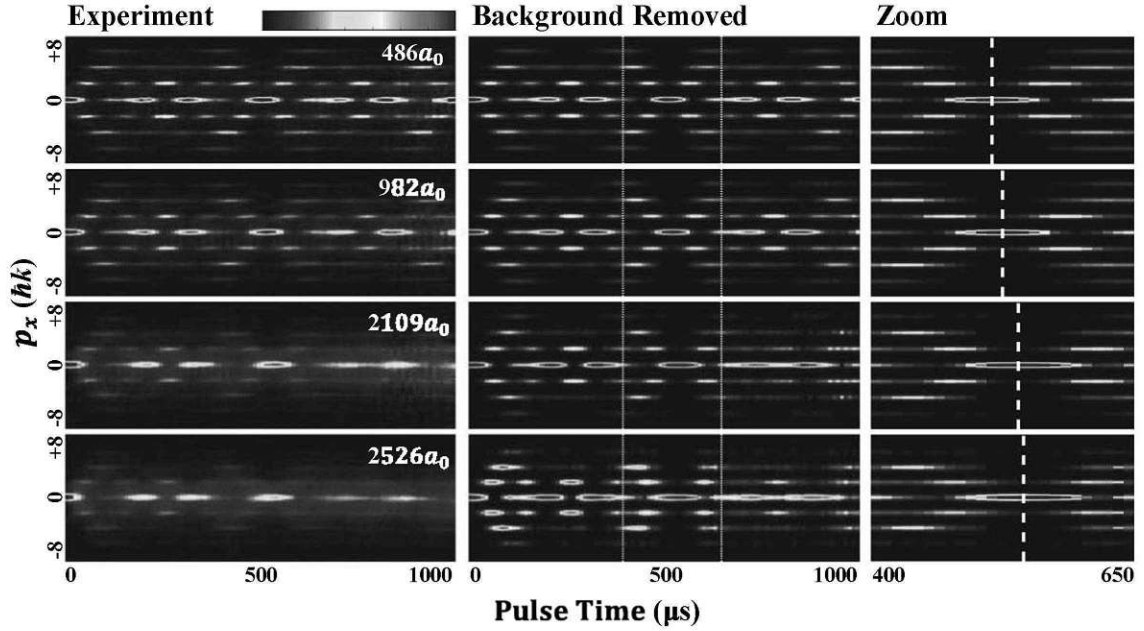 Experiment
Background Removed
Zoom
486a₀
+8
0
-8
982a₀
+8
0
-8
2109a₀
+8
0
-8
2526a₀
+8
0
-8
pₓ (ħk)
0 500 1000
0 500 1000
400 650
Pulse Time (μs)